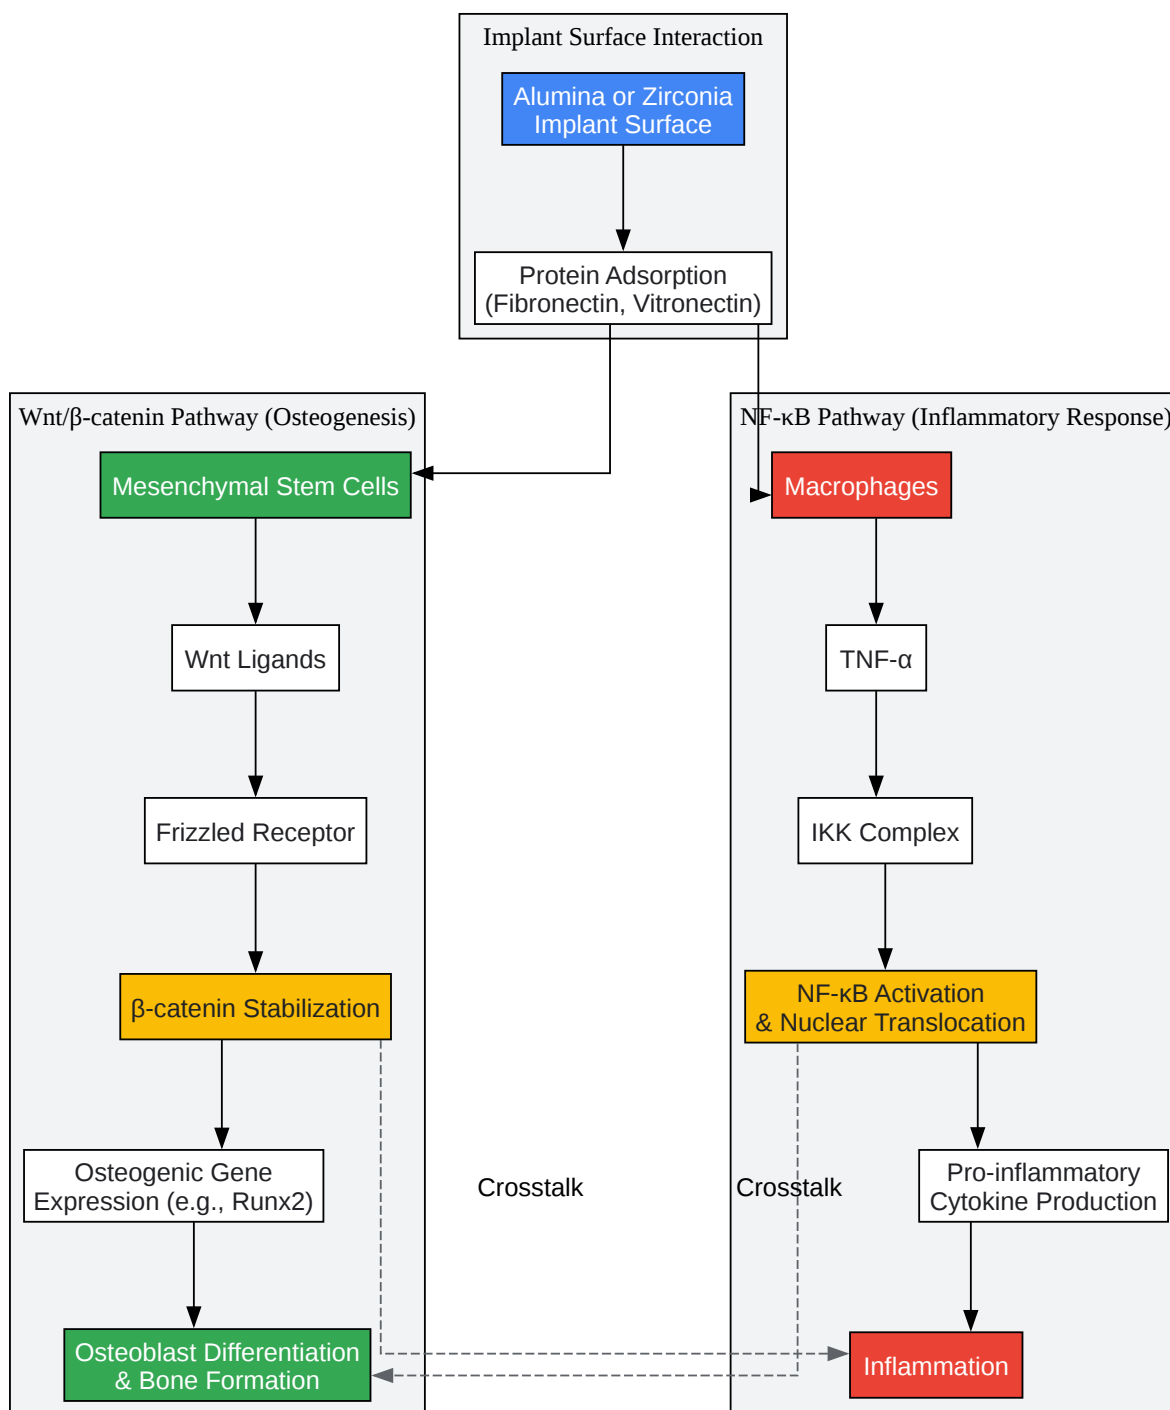 Implant Surface Interaction
Alumina or Zirconia
Implant Surface
Protein Adsorption
(Fibronectin, Vitronectin)
Wnt/β-catenin Pathway (Osteogenesis)
Mesenchymal Stem Cells
Wnt Ligands
Frizzled Receptor
β-catenin Stabilization
Osteogenic Gene
Expression (e.g., Runx2)
Osteoblast Differentiation
& Bone Formation
Crosstalk
Crosstalk
NF-κB Pathway (Inflammatory Response)
Macrophages
TNF-α
IKK Complex
NF-κB Activation
& Nuclear Translocation
Pro-inflammatory
Cytokine Production
Inflammation